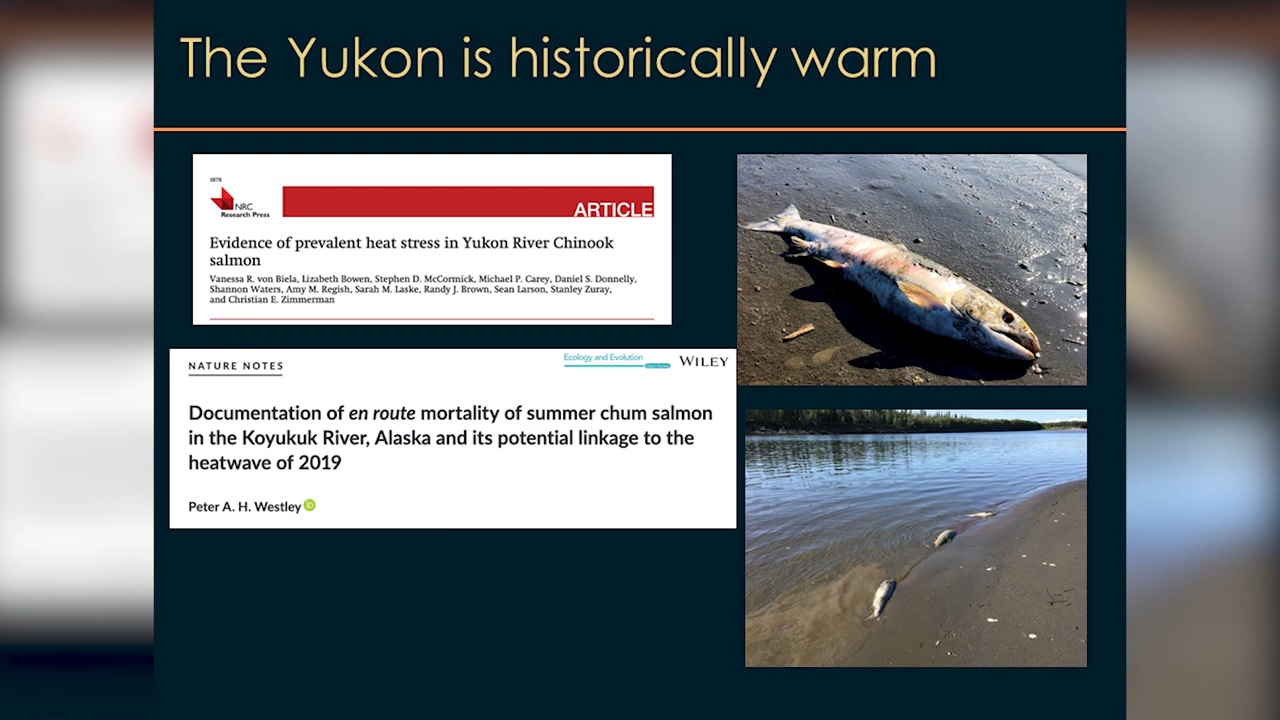 The Yukon is historically warm
1878
NRC
Research Press
ARTICLE
Evidence of prevalent heat stress in Yukon River Chinook
salmon
Vanessa R. von Biela, Lizabeth Bowen, Stephen D. McCormick, Michael P. Carey, Daniel S. Donnelly,
Shannon Waters, Amy M. Regish, Sarah M. Laske, Randy J. Brown, Sean Larson, Stanley Zuray,
and Christian E. Zimmerman
NATURE NOTES
Ecology and Evolution
Open Access
WILEY
Documentation of en route mortality of summer chum salmon
in the Koyukuk River, Alaska and its potential linkage to the
heatwave of 2019
Peter A. H. Westley iD